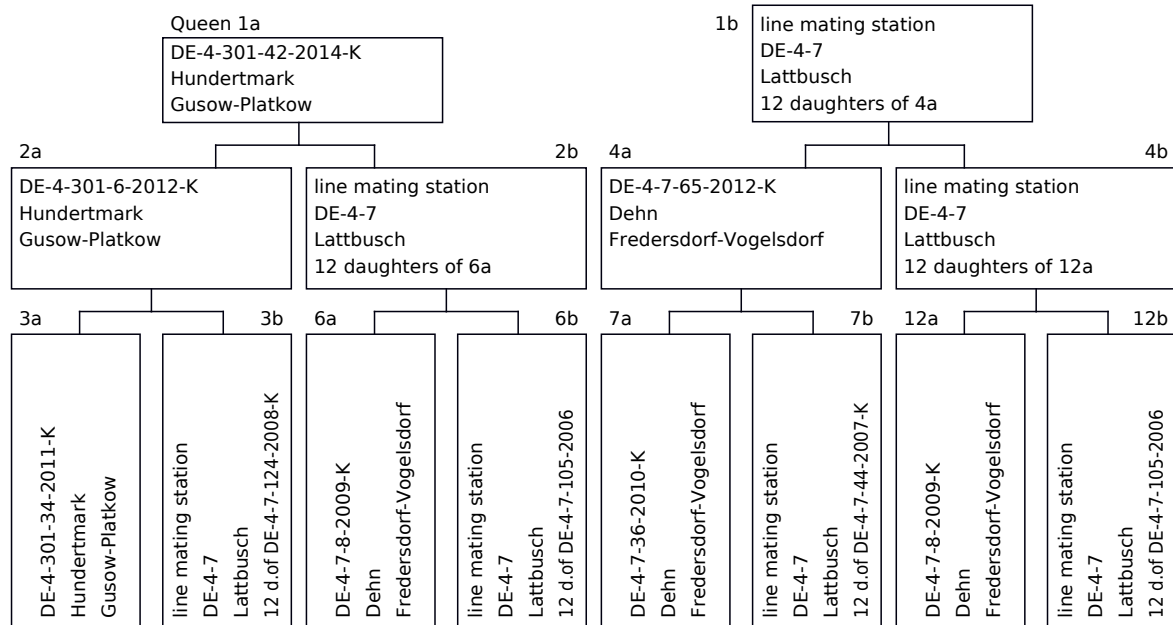 Queen 1a
DE-4-301-42-2014-K
Hundertmark
Gusow-Platkow
1b
line mating station
DE-4-7
Lattbusch
12 daughters of 4a
2a
DE-4-301-6-2012-K
Hundertmark
Gusow-Platkow
2b
line mating station
DE-4-7
Lattbusch
12 daughters of 6a
4a
DE-4-7-65-2012-K
Dehn
Fredersdorf-Vogelsdorf
4b
line mating station
DE-4-7
Lattbusch
12 daughters of 12a
3a
DE-4-301-34-2011-K
Hundertmark
Gusow-Platkow
3b
line mating station
DE-4-7
Lattbusch
12 d.of DE-4-7-124-2008-K
6a
DE-4-7-8-2009-K
Dehn
Fredersdorf-Vogelsdorf
6b
line mating station
DE-4-7
Lattbusch
12 d.of DE-4-7-105-2006
7a
DE-4-7-36-2010-K
Dehn
Fredersdorf-Vogelsdorf
7b
line mating station
DE-4-7
Lattbusch
12 d.of DE-4-7-44-2007-K
12a
DE-4-7-8-2009-K
Dehn
Fredersdorf-Vogelsdorf
12b
line mating station
DE-4-7
Lattbusch
12 d.of DE-4-7-105-2006